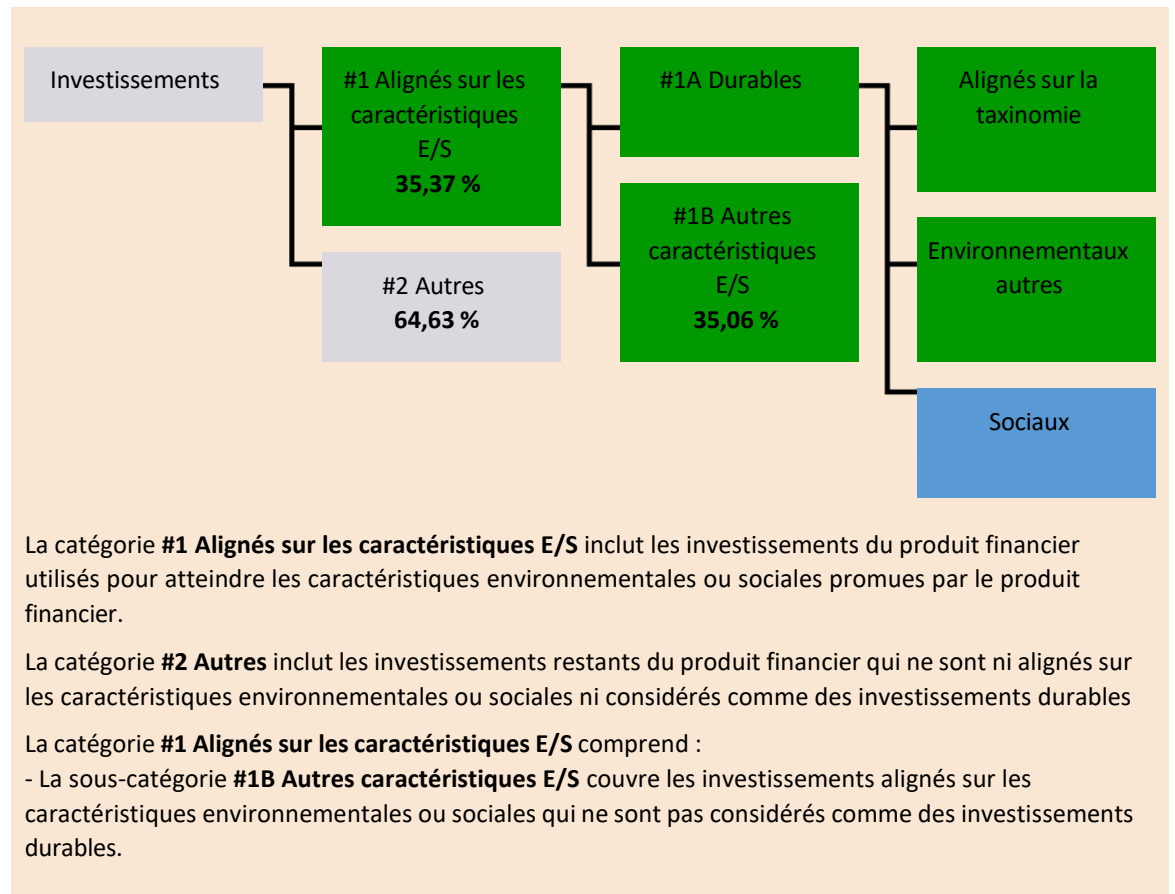 Investissements
#1 Alignés sur les
caractéristiques
E/S
35,37 %
#2 Autres
64,63 %
#1A Durables
#1B Autres
caractéristiques
E/S
35,06 %
Alignés sur la
taxinomie
Environnementaux
autres
Sociaux
La catégorie #1 Alignés sur les caractéristiques E/S inclut les investissements du produit financier
utilisés pour atteindre les caractéristiques environnementales ou sociales promues par le produit
financier.
La catégorie #2 Autres inclut les investissements restants du produit financier qui ne sont ni alignés sur
les caractéristiques environnementales ou sociales ni considérés comme des investissements durables
La catégorie #1 Alignés sur les caractéristiques E/S comprend :
- La sous-catégorie #1B Autres caractéristiques E/S couvre les investissements alignés sur les
caractéristiques environnementales ou sociales qui ne sont pas considérés comme des investissements
durables.